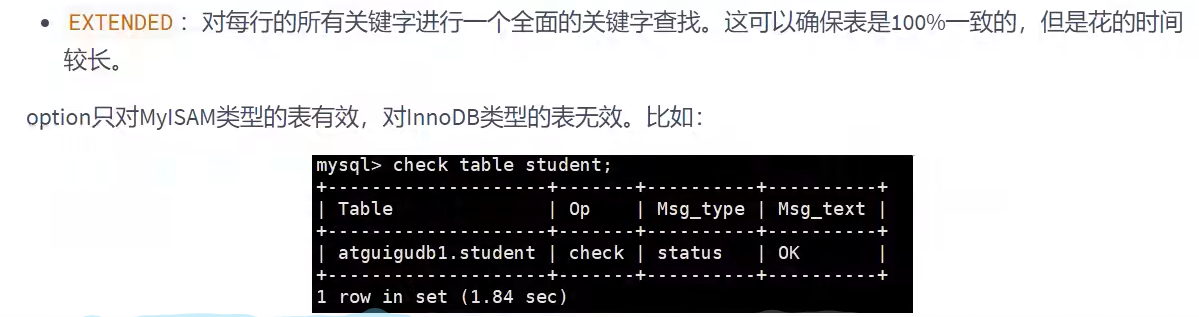 • EXTENDED：对每行的所有关键字进行一个全面的关键字查找。这可以确保表是100%一致的，但是花的时间
较长。
option只对MyISAM类型的表有效，对InnoDB类型的表无效。比如：
mysql> check table student;
+--------------------+-------+----------+----------+
| Table              | Op    | Msg_type | Msg_text |
+--------------------+-------+----------+----------+
| atguigudb1.student | check | status   | OK       |
+--------------------+-------+----------+----------+
1 row in set (1.84 sec)